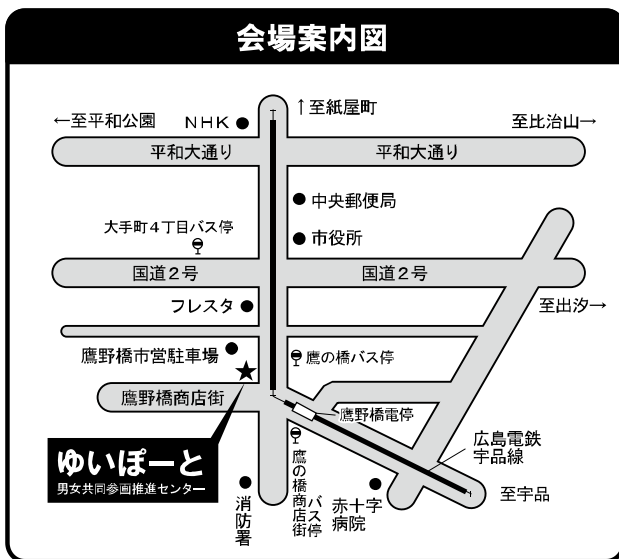 会場案内図
↑至紙屋町
←至平和公園
NHK
至比治山→
平和大通り
平和大通り
中央郵便局
大手町4丁目バス停
市役所
国道2号
国道2号
フレスタ
至出汐→
鷹野橋市営駐車場
鷹の橋バス停
鷹野橋商店街
鷹野橋電停
広島電鉄
宇品線
ゆいぽーと
男女共同参画推進センター
鷹の橋商店街
バス停
至宇品
消防署
赤十字
病院